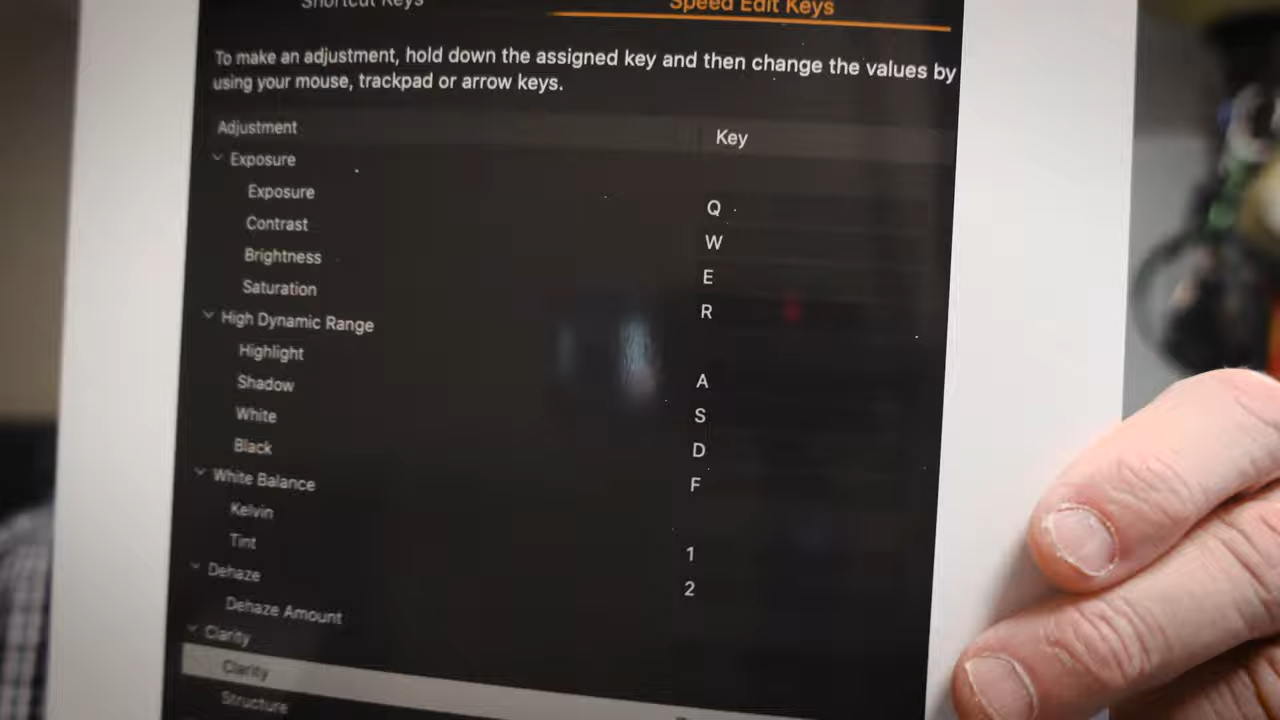 Shortcut Keys Speed Edit Keys
To make an adjustment, hold down the assigned key and then change the values by
using your mouse, trackpad or arrow keys.
Adjustment Key
Exposure
Exposure Q
Contrast W
Brightness E
Saturation R
High Dynamic Range
Highlight A
Shadow S
White D
Black F
White Balance
Kelvin 1
Tint 2
Dehaze
Dehaze Amount
Clarity
Clarity
Structure